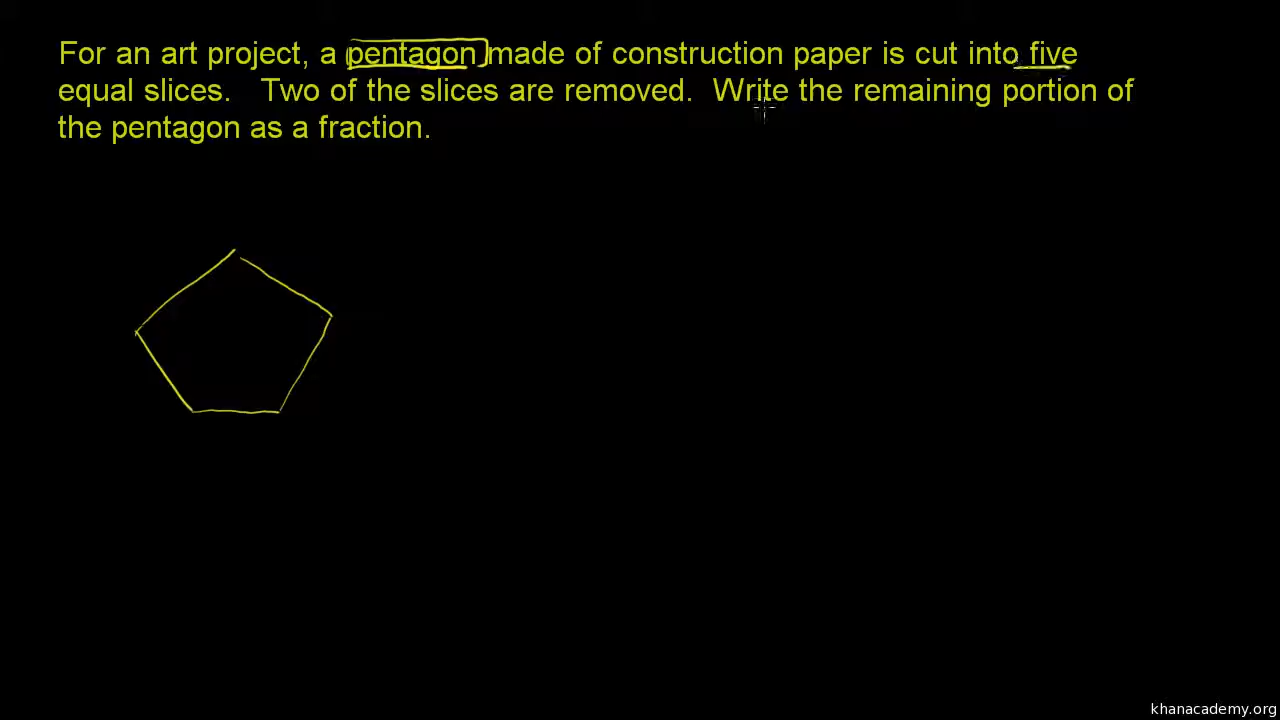 For an art project, a pentagon made of construction paper is cut into five
equal slices. Two of the slices are removed. Write the remaining portion of
the pentagon as a fraction.
khanacademy.org